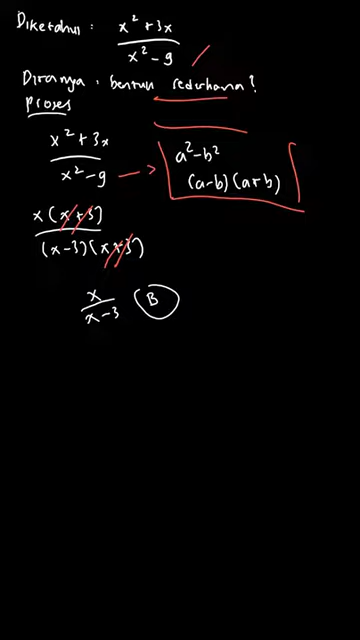 Diketahui : x² + 3x / x² - 9
Ditanya : bentuk sederhana?
Proses
x² + 3x / x² - 9
a² - b²
(a - b) (a + b)
x (x + 3) / (x - 3) (x + 3)
x / x - 3 B